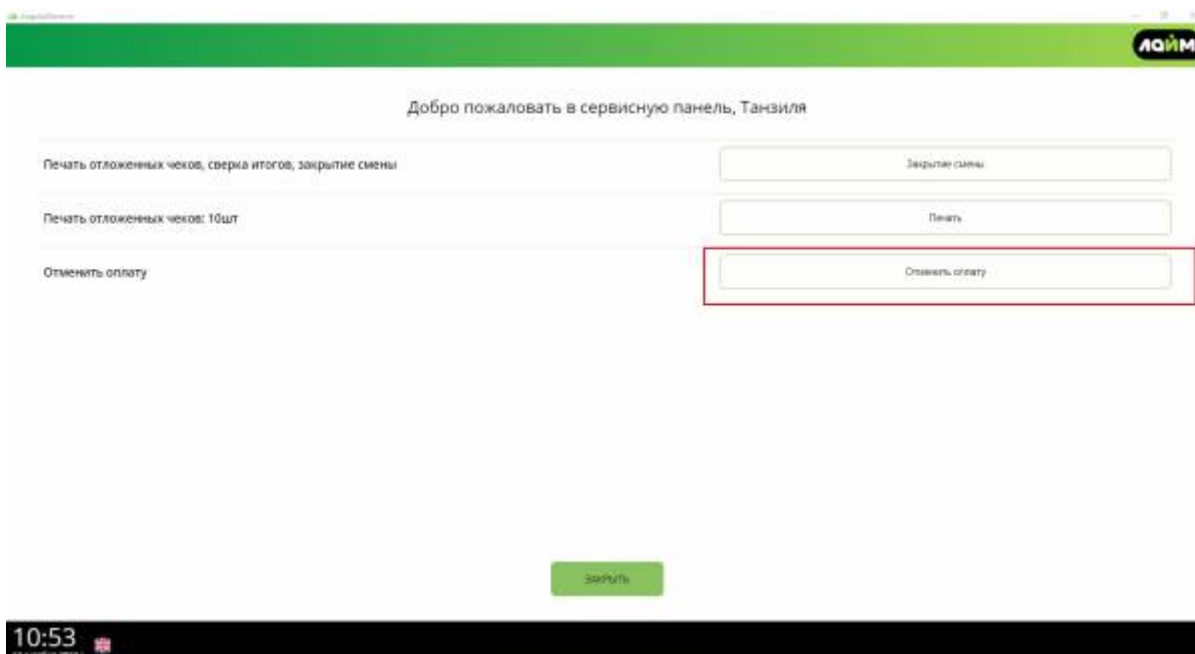 лайм
Добро пожаловать в сервисную панель, Танзиля
Печать отложенных чеков, сверка итогов, закрытие смены
Закрытие смены
Печать отложенных чеков: 10шт
Печать
Отменить оплату
Отменить оплату
ЗАКРЫТЬ
10:53